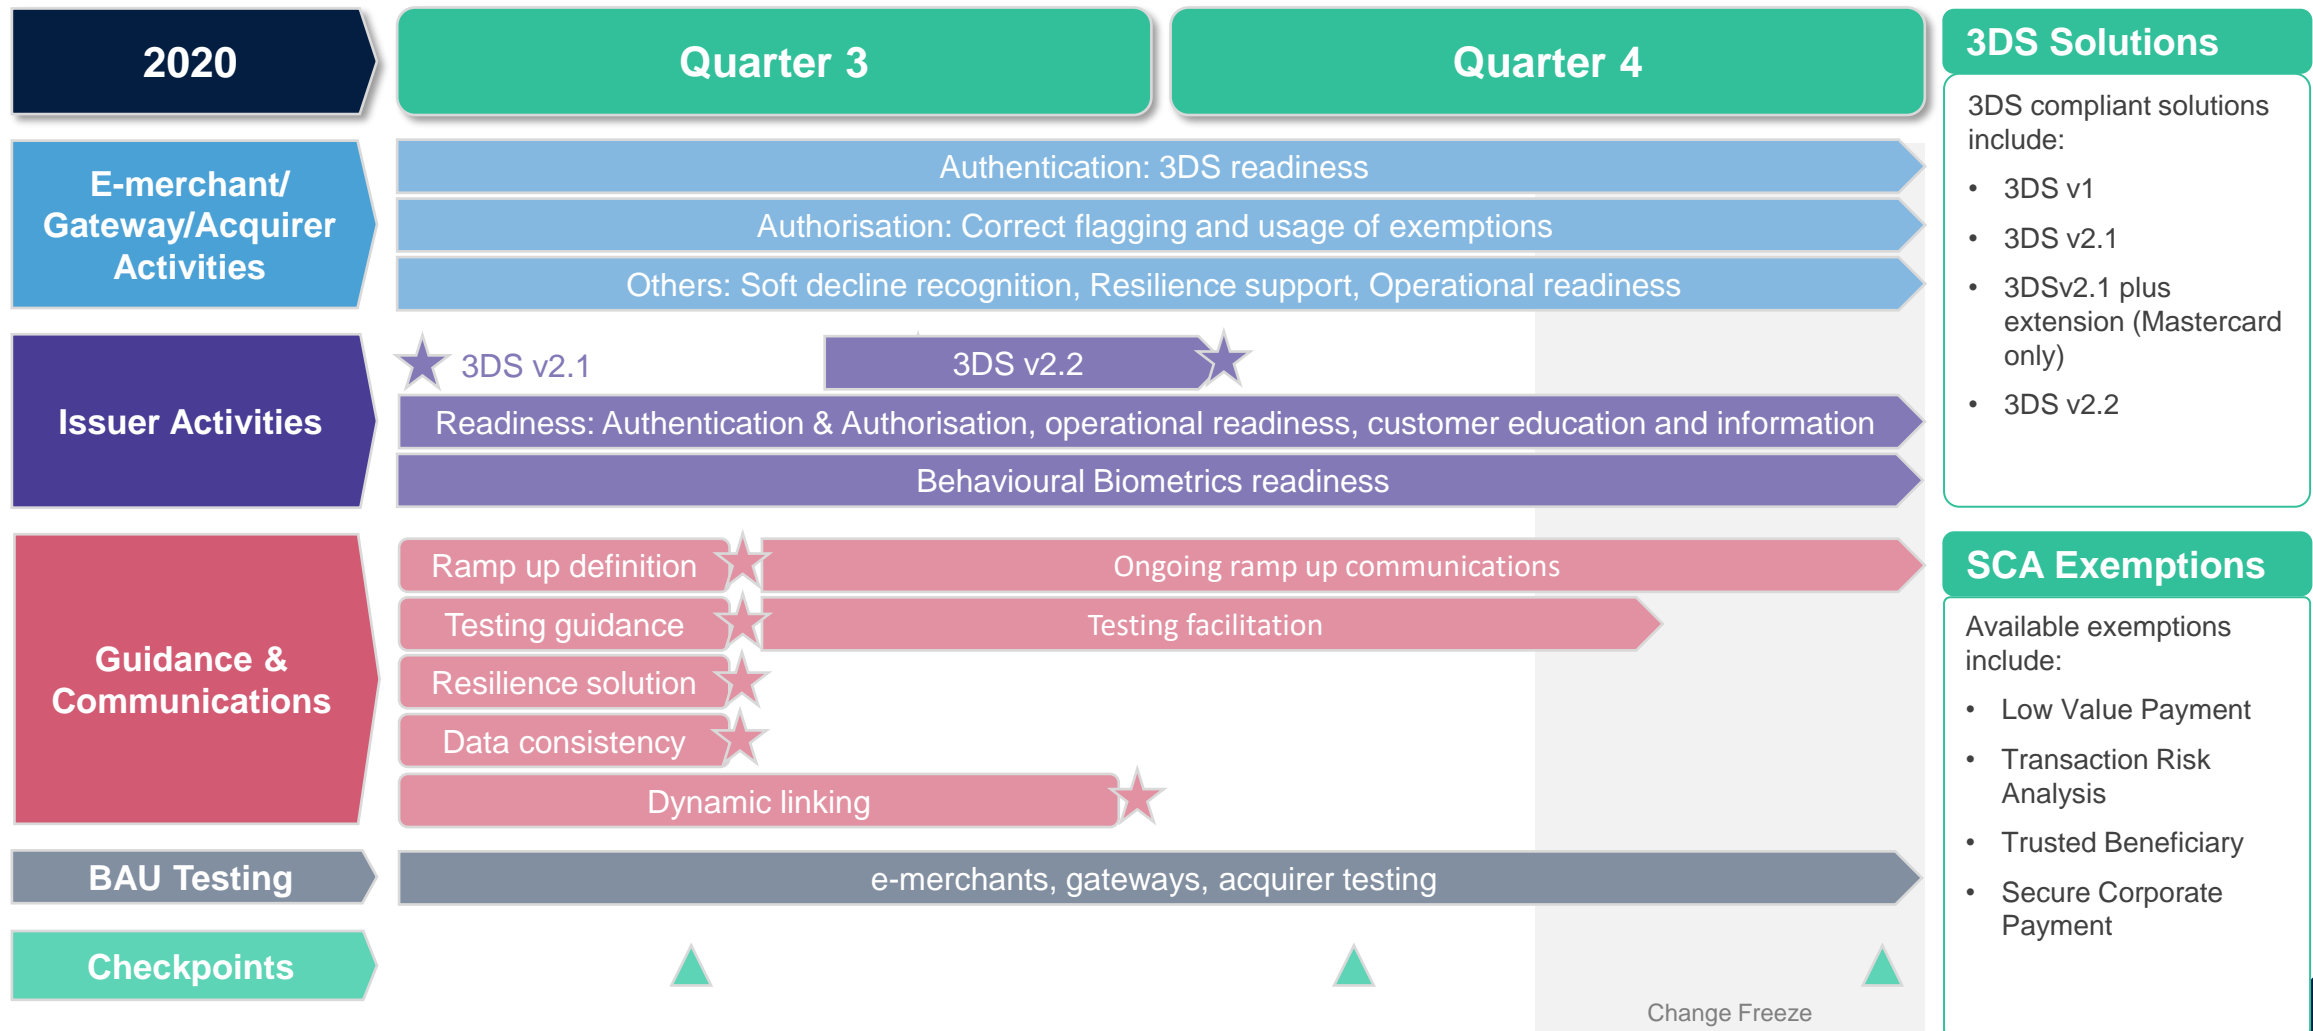 2020
Quarter 3
Quarter 4
E-merchant/
Gateway/Acquirer
Activities
Authentication: 3DS readiness
Authorisation: Correct flagging and usage of exemptions
Others: Soft decline recognition, Resilience support, Operational readiness
Issuer Activities
3DS v2.1
3DS v2.2
Readiness: Authentication & Authorisation, operational readiness, customer education and information
Behavioural Biometrics readiness
Guidance &
Communications
Ramp up definition
Ongoing ramp up communications
Testing guidance
Testing facilitation
Resilience solution
Data consistency
Dynamic linking
BAU Testing
e-merchants, gateways, acquirer testing
Checkpoints
Change Freeze
3DS Solutions
3DS compliant solutions
include:
• 3DS v1
• 3DS v2.1
• 3DSv2.1 plus
extension (Mastercard
only)
• 3DS v2.2
SCA Exemptions
Available exemptions
include:
• Low Value Payment
• Transaction Risk
Analysis
• Trusted Beneficiary
• Secure Corporate
Payment